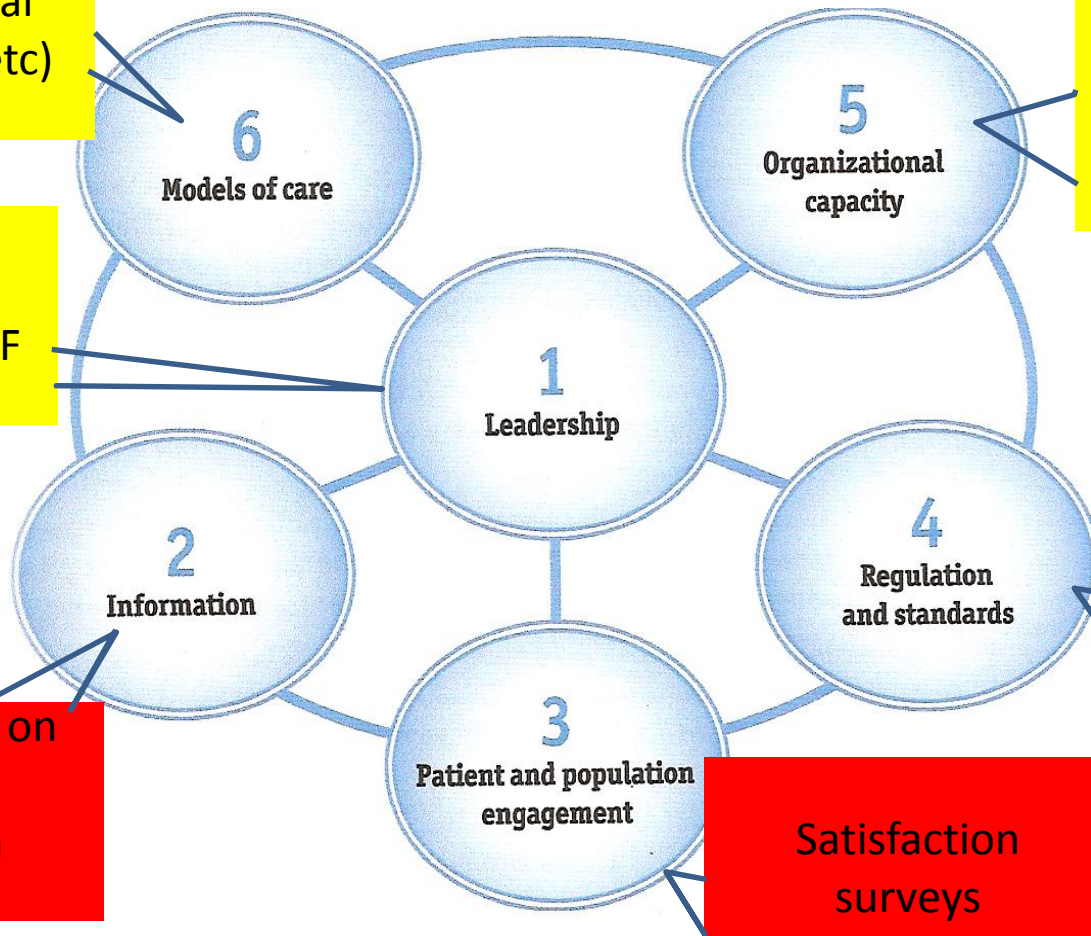 etc)
6
Models of care
5
Organizational
capacity
F
1
Leadership
2
Information
4
Regulation
and standards
on
3
Patient and population
engagement
Satisfaction
surveys